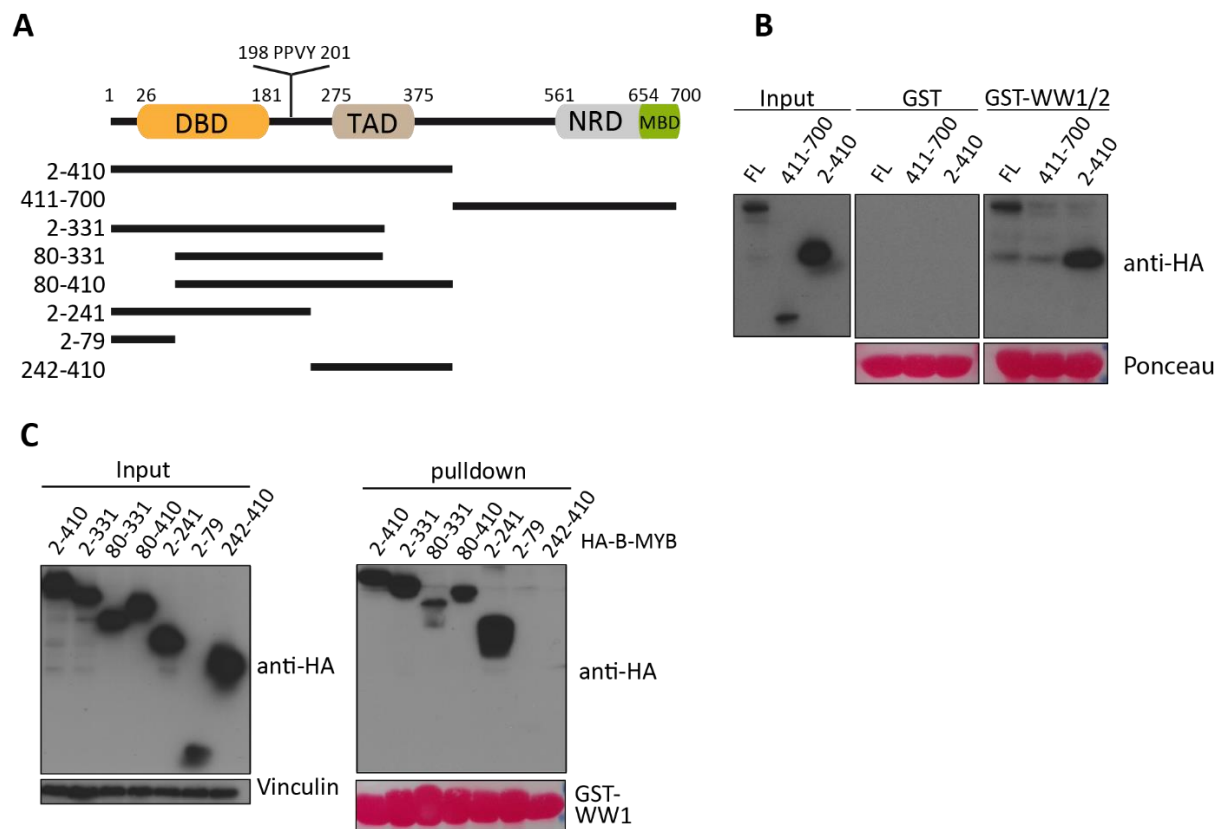 A
198 PPVY 201
1 26 181 275 375 561 654 700
DBD TAD NRD MBD
2-410
411-700
2-331
80-331
80-410
2-241
2-79
242-410
B
Input GST GST-WW1/2
FL 411-700 2-410 FL 411-700 2-410 FL 411-700 2-410
anti-HA
Ponceau
C
Input pulldown
2-410 2-331 80-331 80-410 2-241 2-79 242-410 2-410 2-331 80-331 80-410 2-241 2-79 242-410 HA-B-MYB
anti-HA anti-HA
Vinculin GST-
WW1